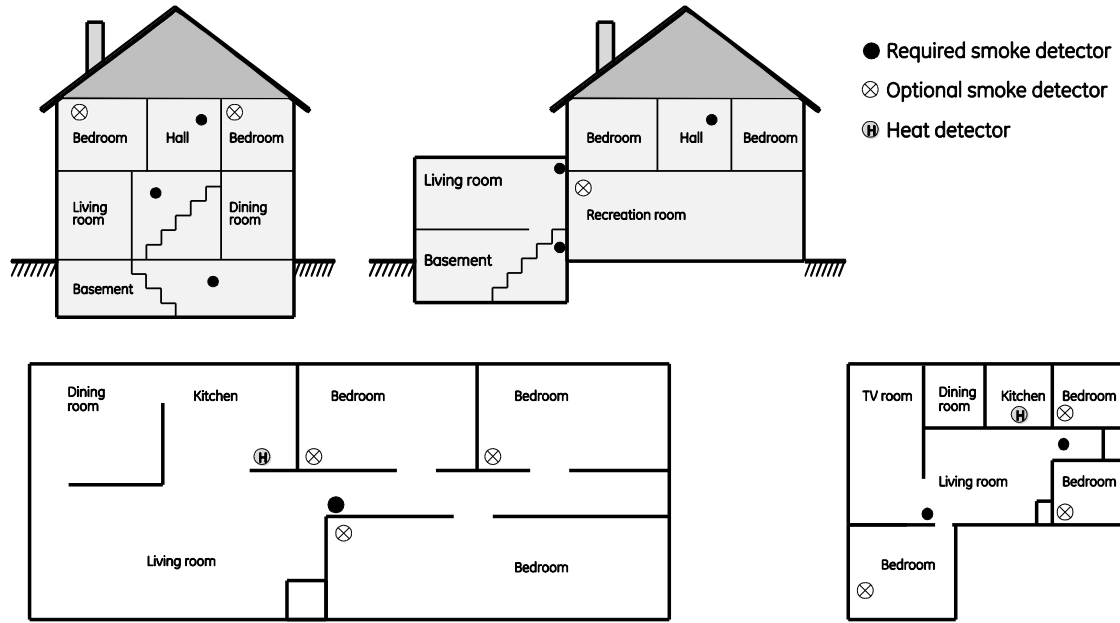 Required smoke detector
Optional smoke detector
H Heat detector
Bedroom
Hall
Bedroom
Living
room
Dining
room
Basement
Bedroom
Hall
Bedroom
Living room
Recreation room
Basement
Dining
room
Kitchen
Bedroom
Bedroom
H
Living room
Bedroom
TV room
Dining
room
Kitchen
Bedroom
H
Living room
Bedroom
Bedroom